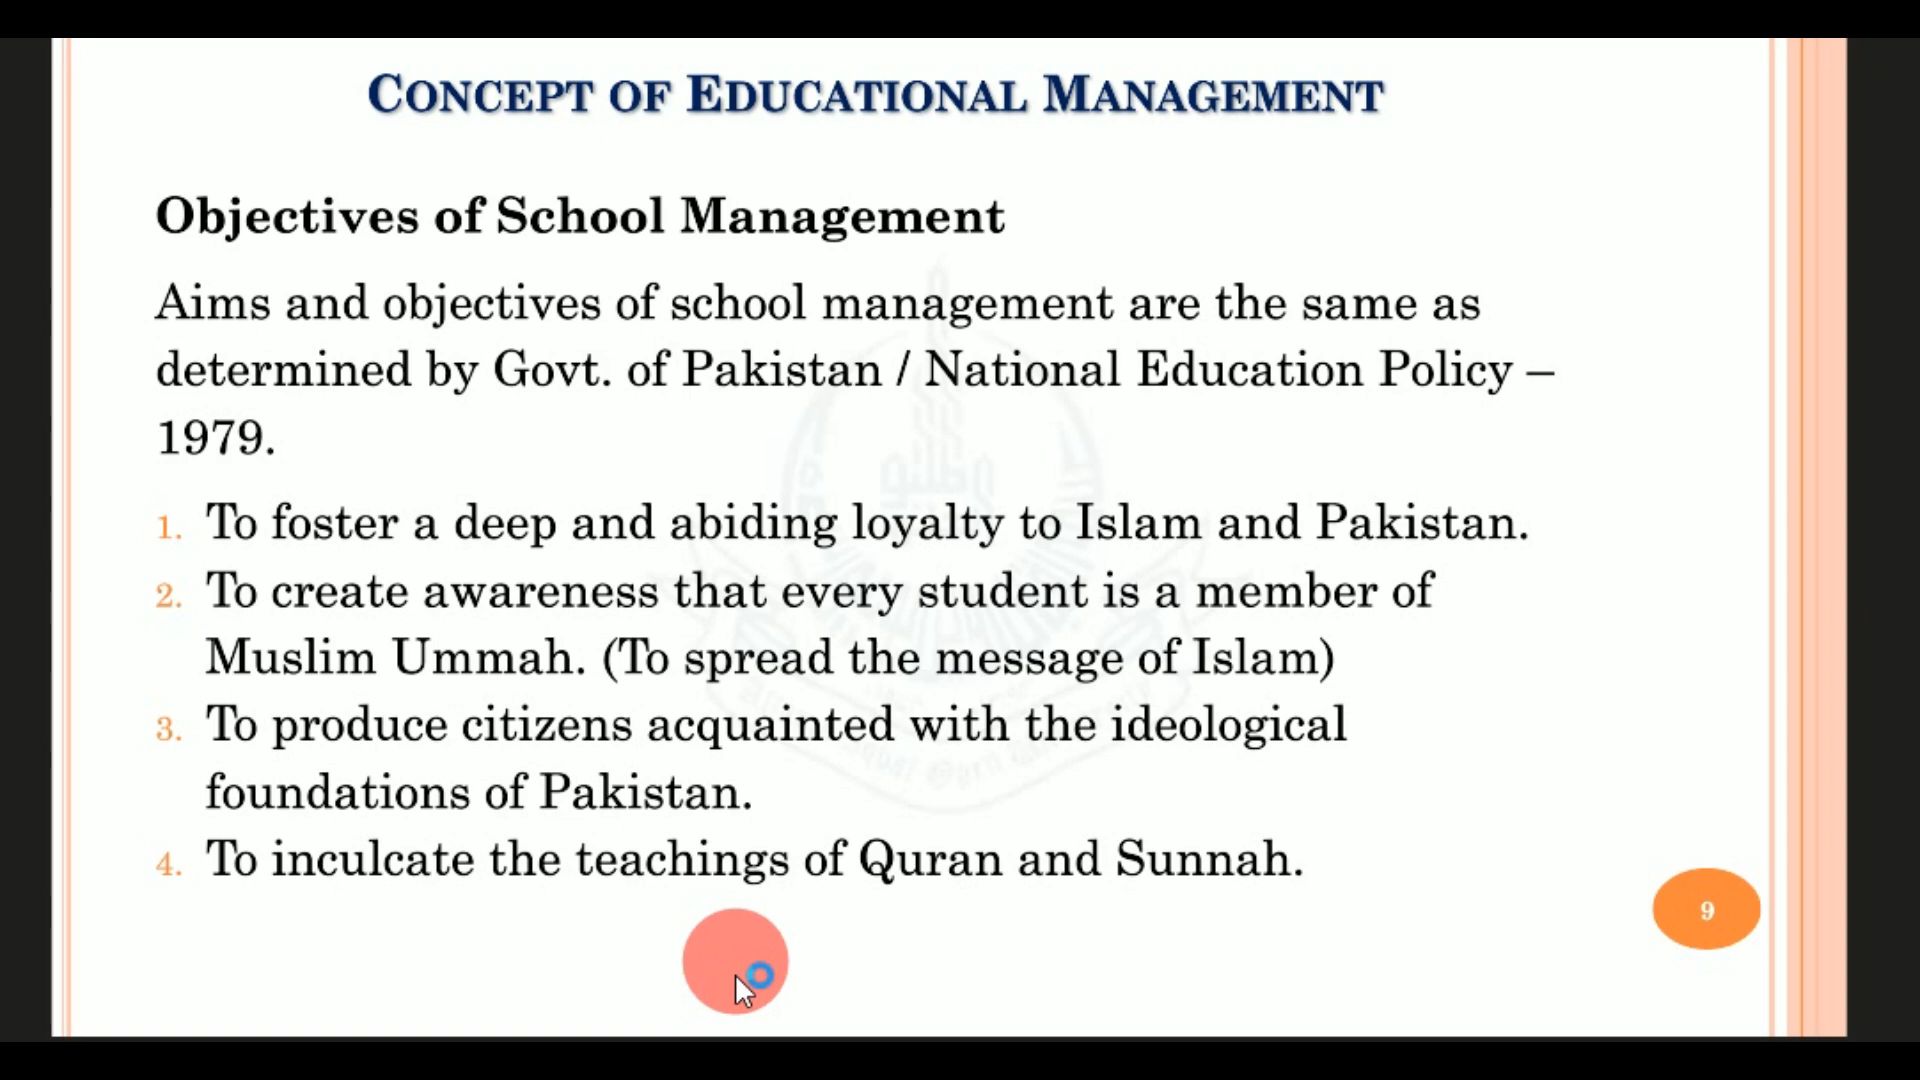 CONCEPT OF EDUCATIONAL MANAGEMENT
Objectives of School Management
Aims and objectives of school management are the same as
determined by Govt. of Pakistan / National Education Policy –
1979.
1. To foster a deep and abiding loyalty to Islam and Pakistan.
2. To create awareness that every student is a member of
Muslim Ummah. (To spread the message of Islam)
3. To produce citizens acquainted with the ideological
foundations of Pakistan.
4. To inculcate the teachings of Quran and Sunnah.
9